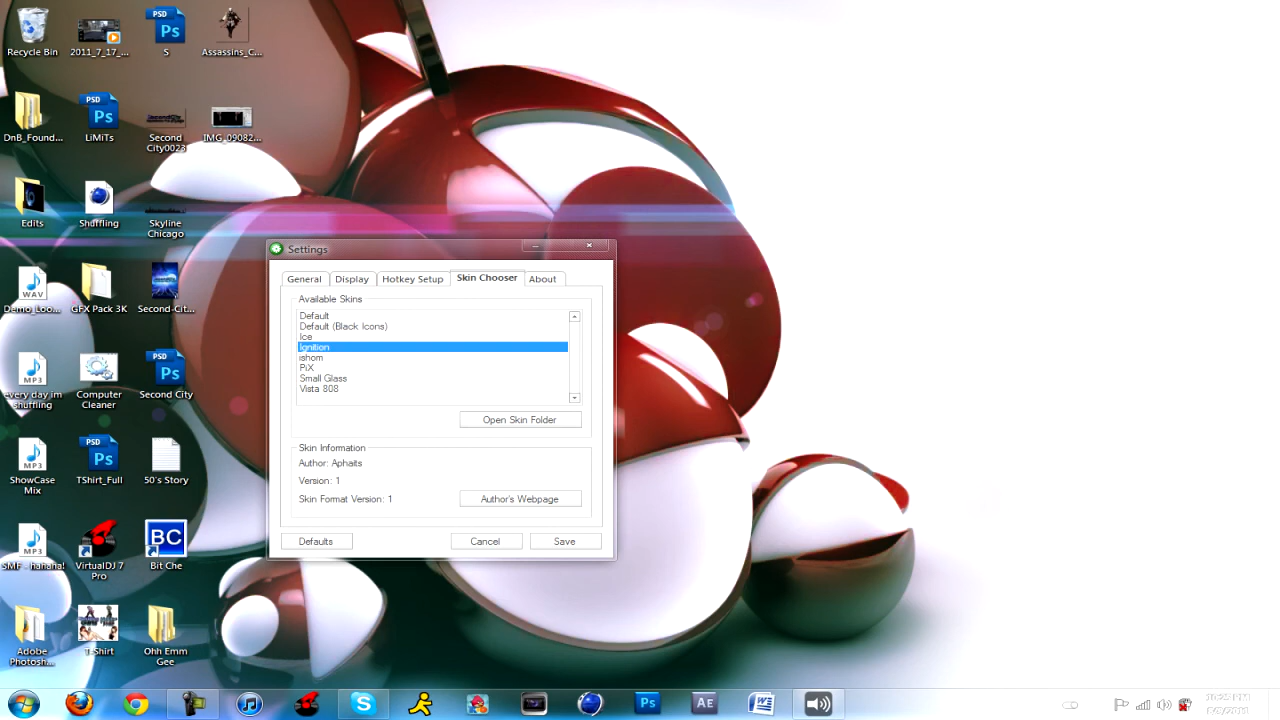 Recycle Bin
2011_7_17_...
PSD
Ps
S
Assassins_C...
DnB_Found...
PSD
Ps
LiMiTs
Second
City0023
IMG_09082...
Edits
Shuffling
Skyline
Chicago
WAV
Demo_Loo...
GFX Pack 3K
Second-Cit...
MP3
every day im
shuffling
Computer
Cleaner
PSD
Ps
Second City
MP3
ShowCase
Mix
PSD
Ps
TShirt_Full
50`s Story
MP3
SMF - hahaha!
VirtualDJ 7
Pro
BC
Bit Che
Adobe
Photosh...
T Shirt
Ohh Emm
Gee
Settings
General
Display
Hotkey Setup
Skin Chooser
About
Available Skins
Default
Default (Black Icons)
Ice
Ignition
ishom
PiX
Small Glass
Vista 808
Open Skin Folder
Skin Information
Author: Aphaits
Version: 1
Skin Format Version: 1
Author's Webpage
Defaults
Cancel
Save
Ps
Ae